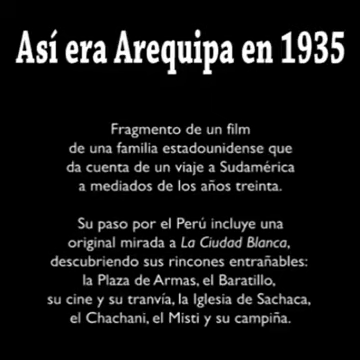 Así era Arequipa en 1935
Fragmento de un film
de una familia estadounidense que
da cuenta de un viaje a Sudamérica
a mediados de los años treinta.
Su paso por el Perú incluye una
original mirada a La Ciudad Blanca,
descubriendo sus rincones entrañables:
la Plaza de Armas, el Baratillo,
su cine y su tranvía, la Iglesia de Sachaca,
el Chachani, el Misti y su campiña.